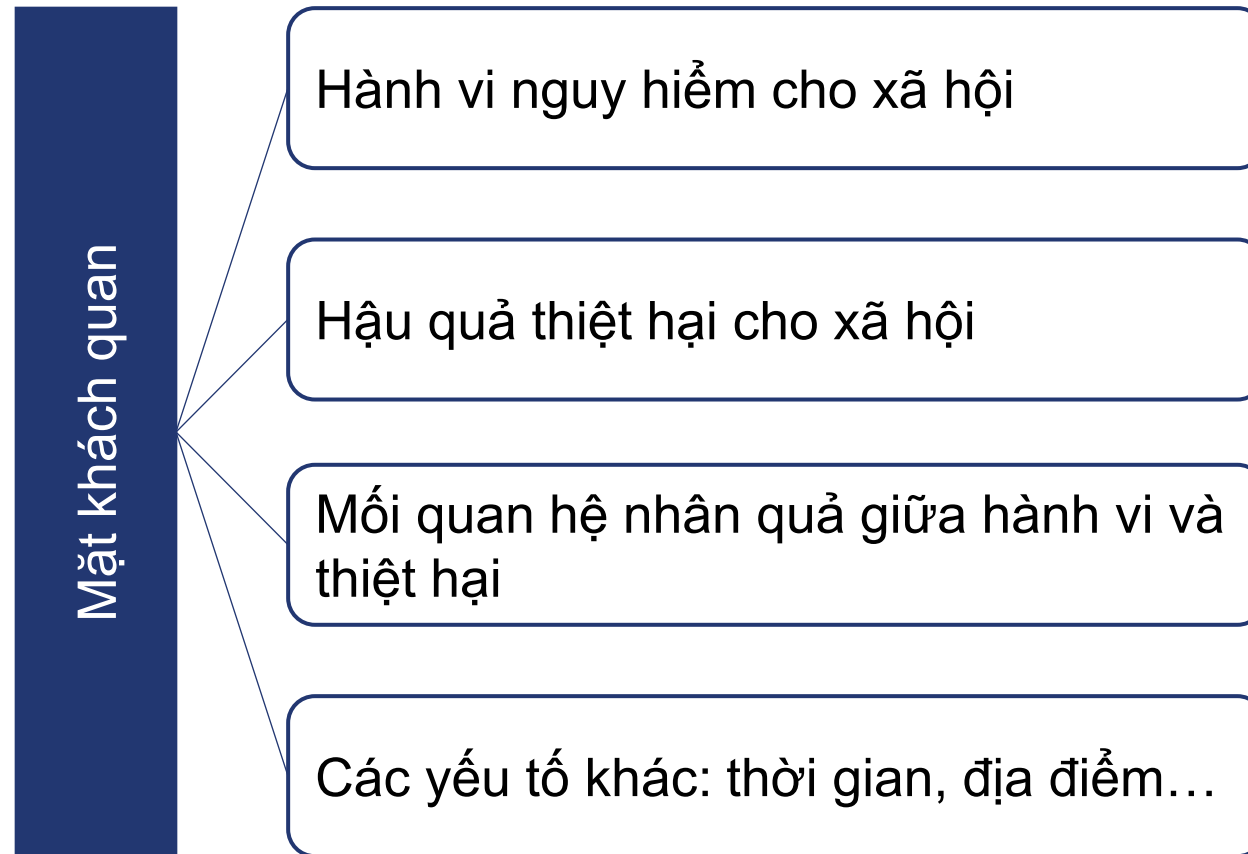 Mặt khách quan
Hành vi nguy hiểm cho xã hội
Hậu quả thiệt hại cho xã hội
Mối quan hệ nhân quả giữa hành vi và
thiệt hại
Các yếu tố khác: thời gian, địa điểm…